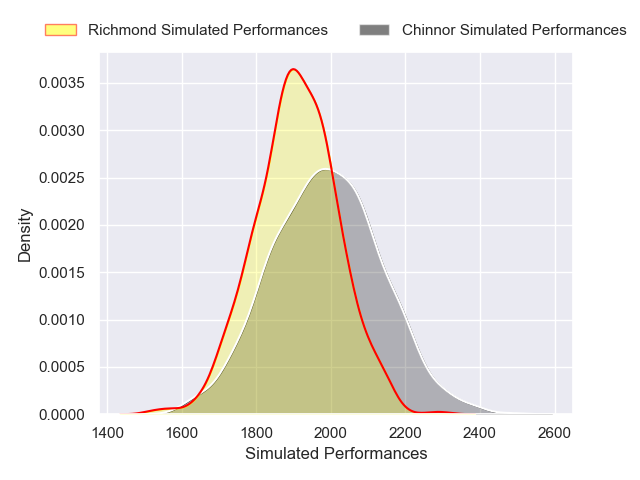 Richmond Simulated Performances Chinnor Simulated Performances
0.0035
0.0030
0.0025
0.0020
0.0015
0.0010
0.0005
0.0000
Density
1400 1600 1800 2000 2200 2400 2600
Simulated Performances